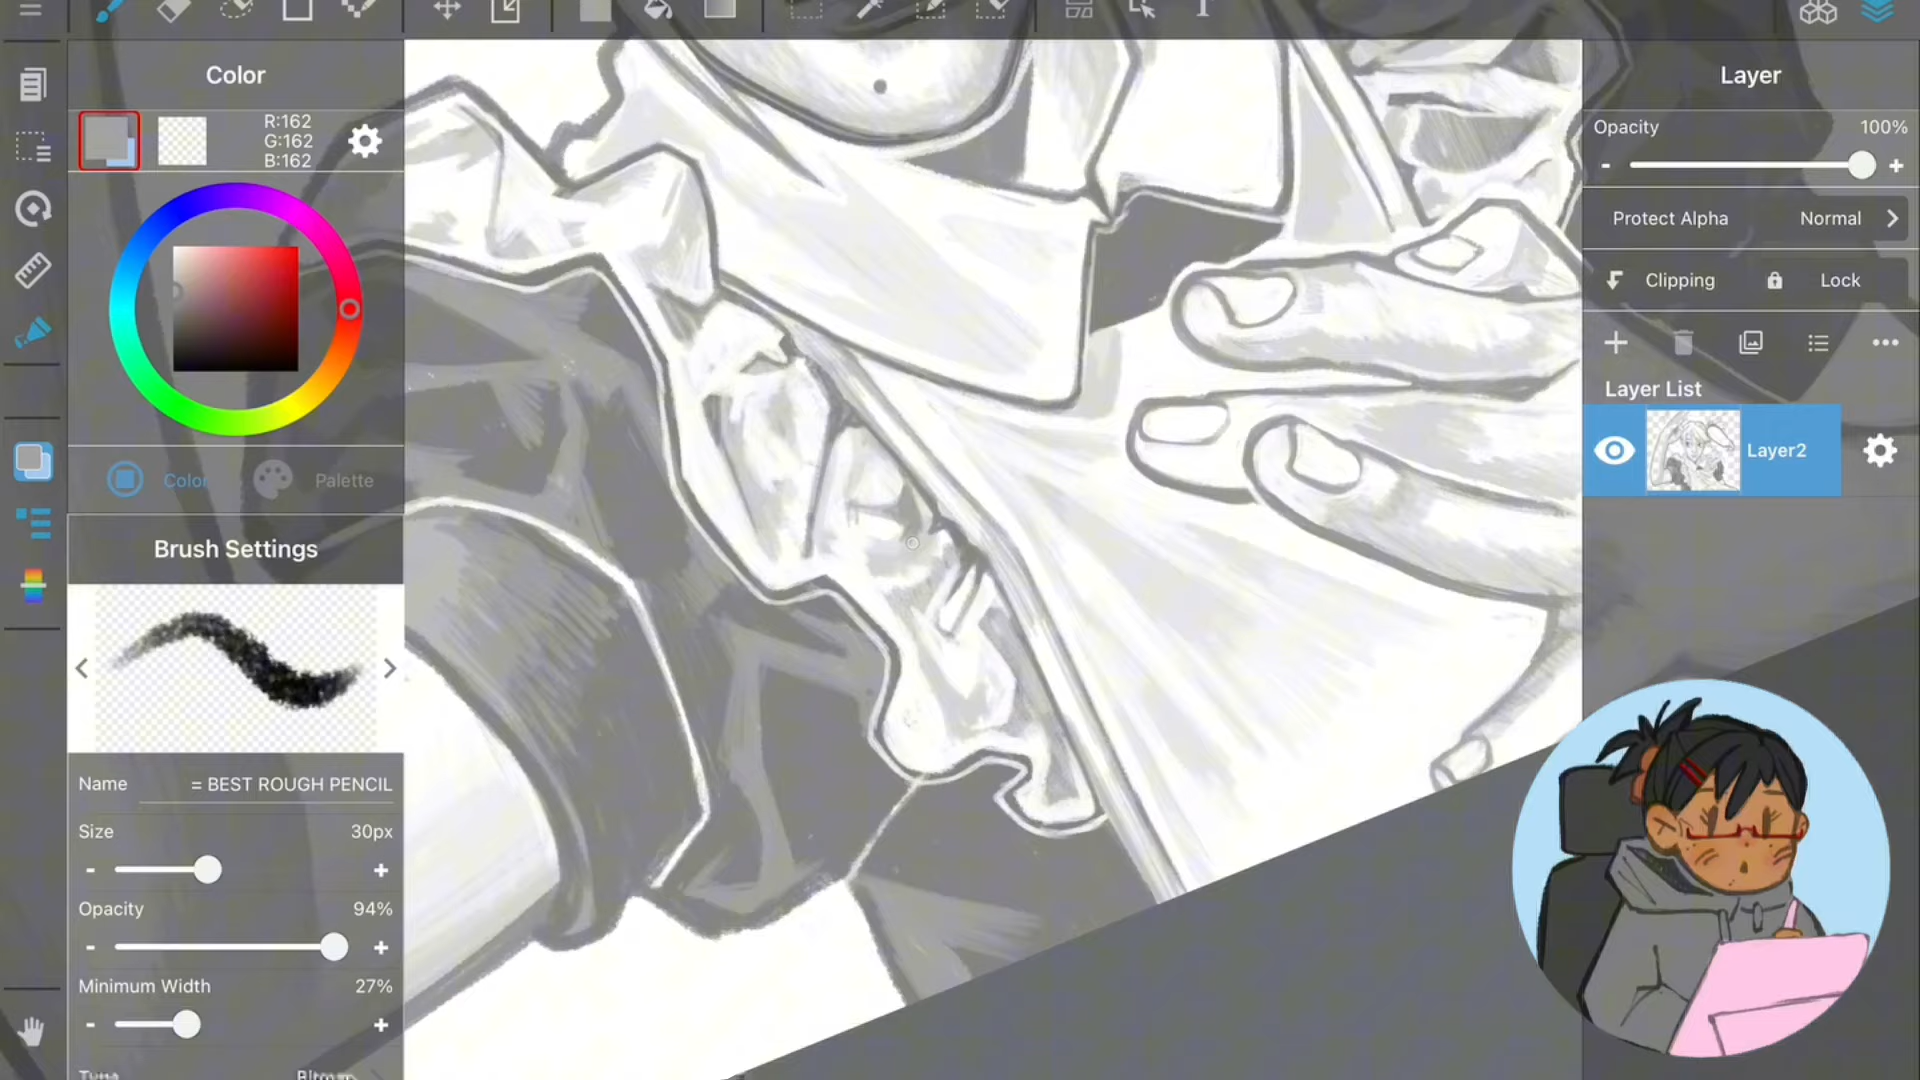 Color
R:162
G:162
B:162
Color
Palette
Brush Settings
Name = BEST ROUGH PENCIL
Size 30px
- +
Opacity 94%
- +
Minimum Width 27%
- +
T
Layer
Opacity 100%
- +
Protect Alpha Normal
Clipping Lock
Layer List
Layer2